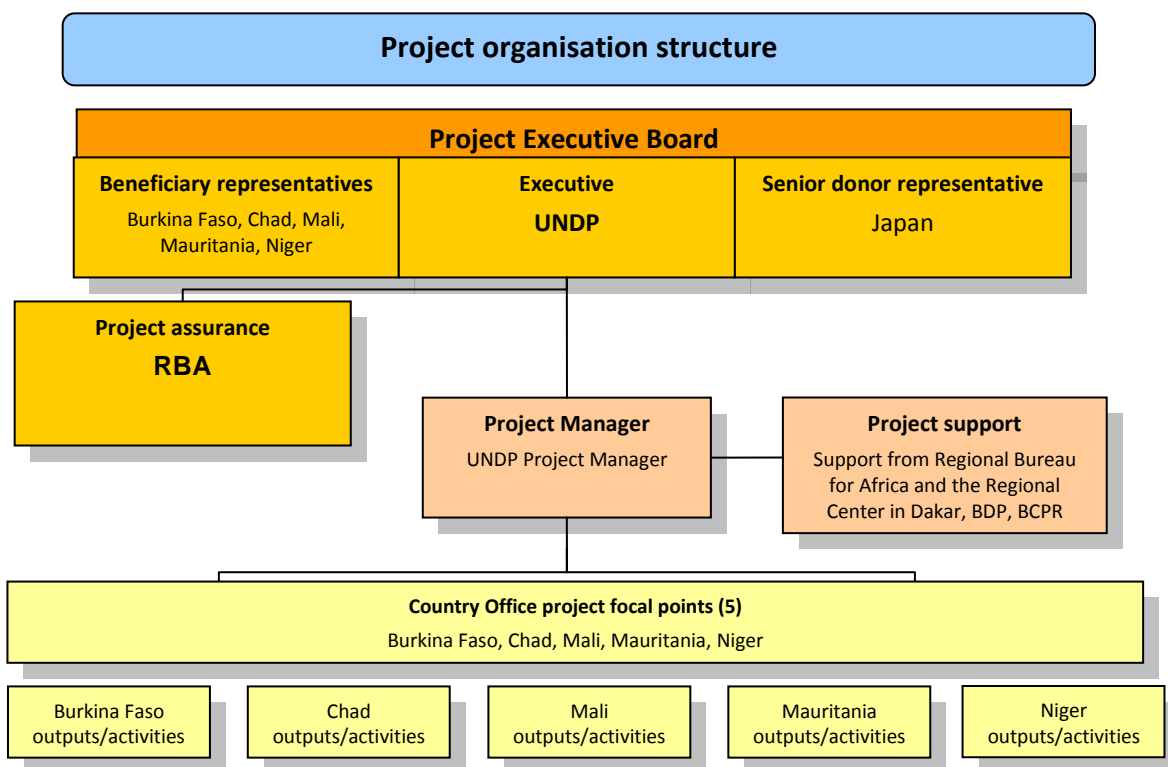 Project organisation structure
Project Executive Board
Beneficiary representatives
Burkina Faso, Chad, Mali,
Mauritania, Niger
Executive
UNDP
Senior donor representative
Japan
Project assurance
RBA
Project Manager
UNDP Project Manager
Project support
Support from Regional Bureau
for Africa and the Regional
Center in Dakar, BDP, BCPR
Country Office project focal points (5)
Burkina Faso, Chad, Mali, Mauritania, Niger
Burkina Faso
outputs/activities
Chad
outputs/activities
Mali
outputs/activities
Mauritania
outputs/activities
Niger
outputs/activities